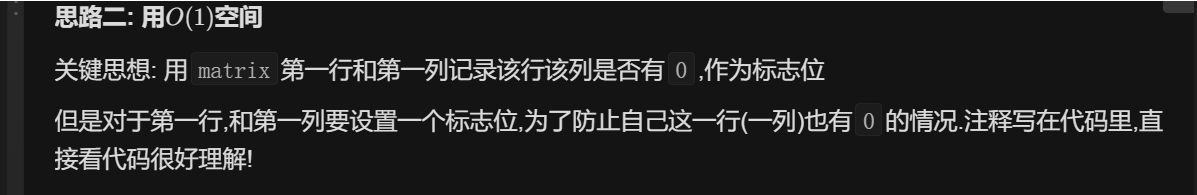 思路二: 用O(1)空间
关键思想: 用 matrix 第一行和第一列记录该行该列是否有 0 ,作为标志位
但是对于第一行,和第一列要设置一个标志位,为了防止自己这一行(一列)也有 0 的情况.注释写在代码里,直
接看代码很好理解!